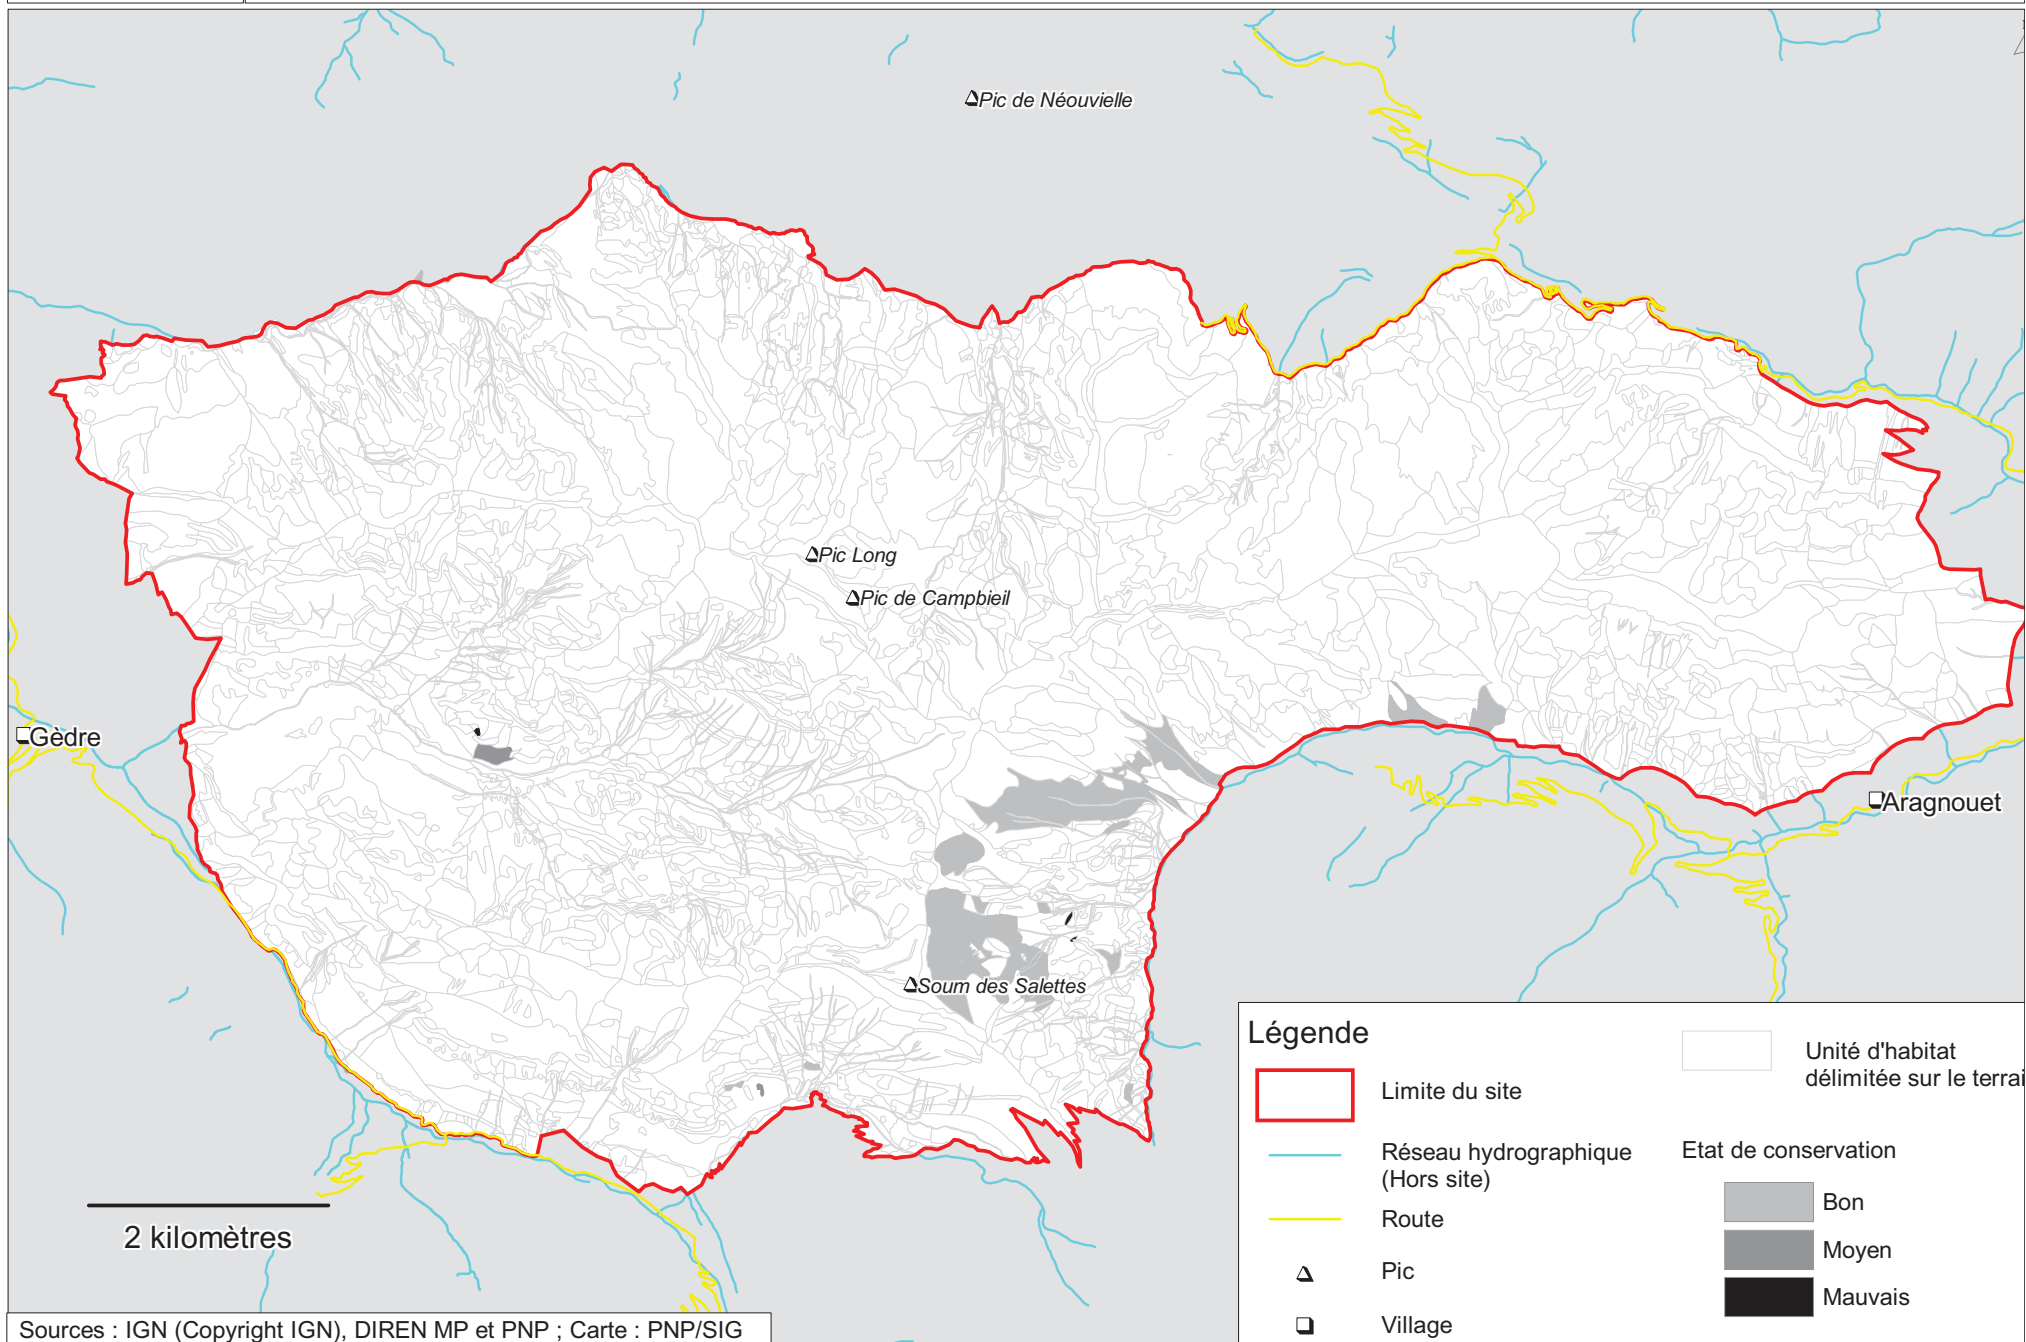 Pic de Néouvielle
Pic Long
Pic de Campbieil
Gèdre
Aragnouet
Soum des Salettes
2 kilomètres
Légende
Limite du site
Réseau hydrographique
(Hors site)
Route
Pic
Village
Unité d'habitat
délimitée sur le terrai
Etat de conservation
Bon
Moyen
Mauvais
Sources : IGN (Copyright IGN), DIREN MP et PNP ; Carte : PNP/SIG